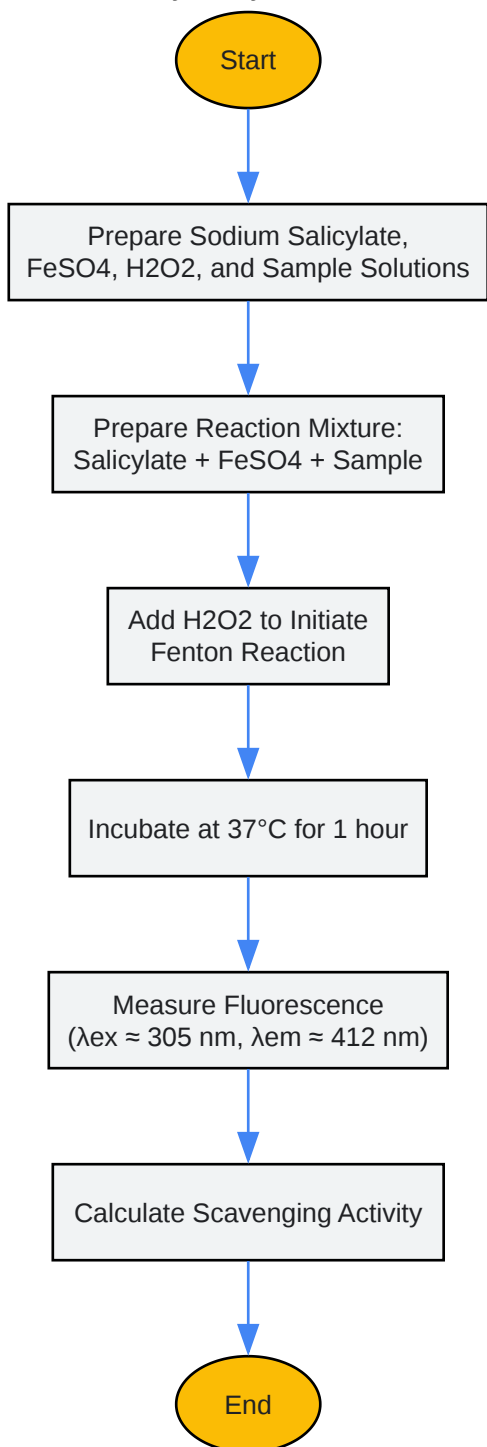 Start
Prepare Sodium Salicylate,
FeSO4, H2O2, and Sample Solutions
Prepare Reaction Mixture:
Salicylate + FeSO4 + Sample
Add H2O2 to Initiate
Fenton Reaction
Incubate at 37°C for 1 hour
Measure Fluorescence
(λex ≈ 305 nm, λem ≈ 412 nm)
Calculate Scavenging Activity
End